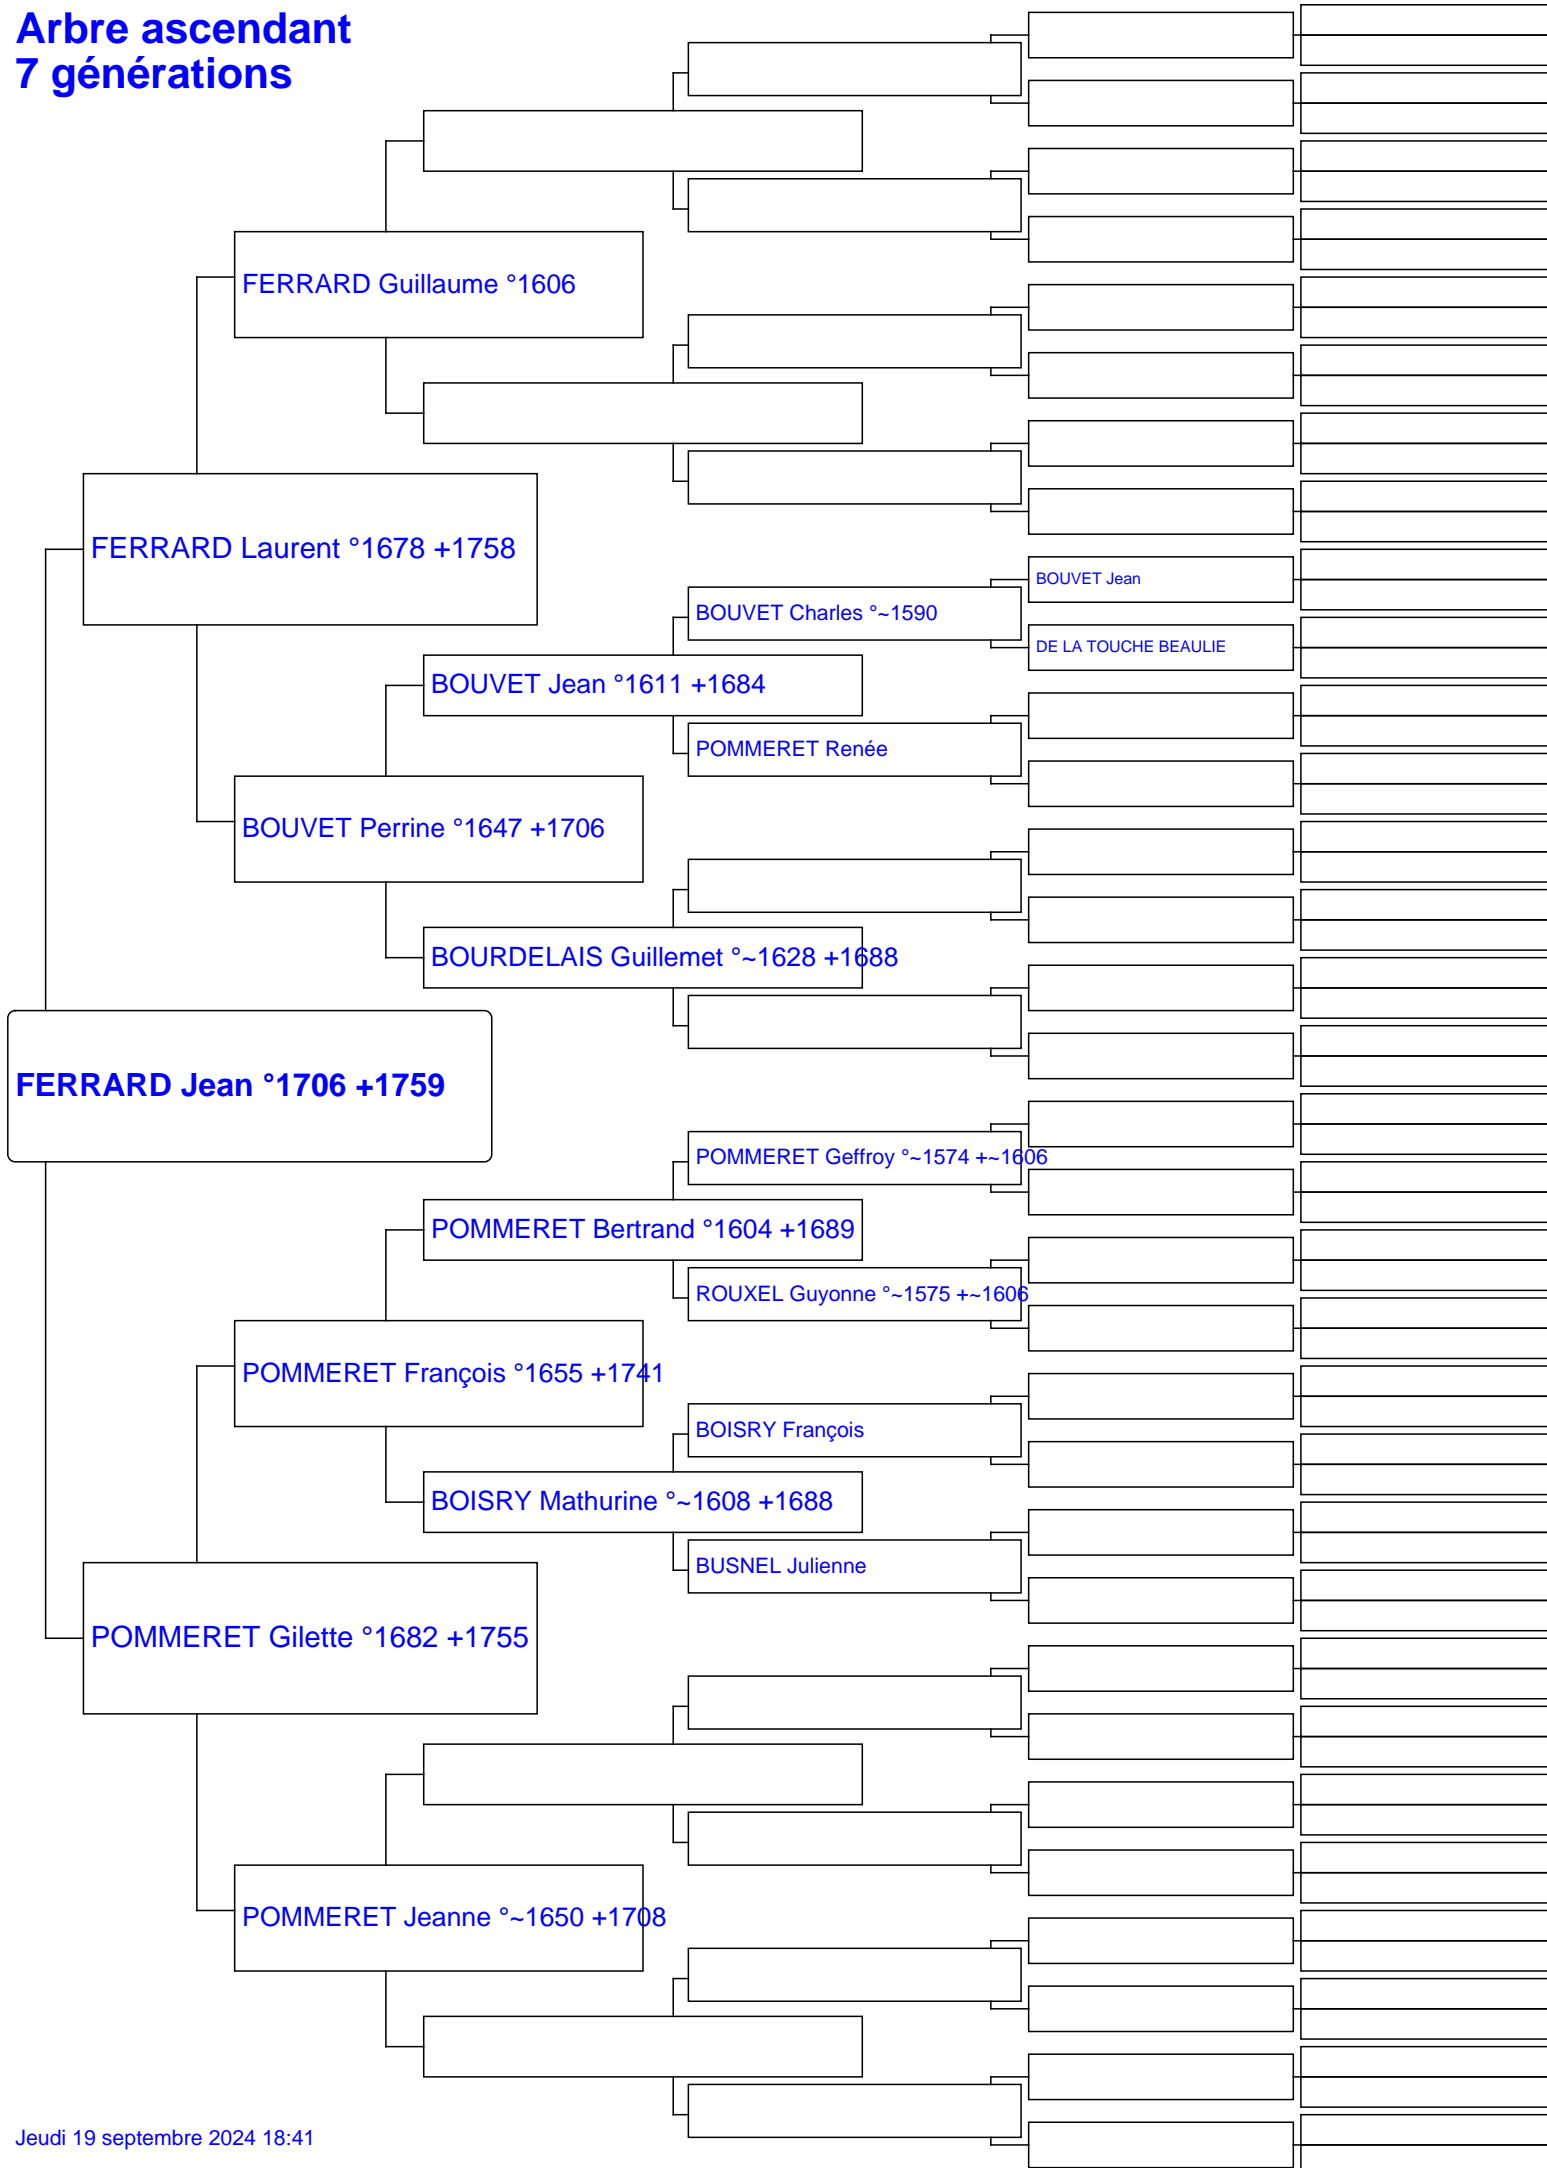 Arbre ascendant
7 générations
FERRARD Guillaume °1606
FERRARD Laurent °1678 +1758
BOUVET Jean
BOUVET Charles °~1590
DE LA TOUCHE BEAULIE
BOUVET Jean °1611 +1684
POMMERET Renée
BOUVET Perrine °1647 +1706
BOURDELAIS Guillemet °~1628 +1688
FERRARD Jean °1706 +1759
POMMERET Geffroy °~1574 +~1606
POMMERET Bertrand °1604 +1689
ROUXEL Guyonne °~1575 +~1606
POMMERET François °1655 +1741
BOISRY François
BOISRY Mathurine °~1608 +1688
BUSNEL Julienne
POMMERET Gilette °1682 +1755
POMMERET Jeanne °~1650 +1708
Jeudi 19 septembre 2024 18:41